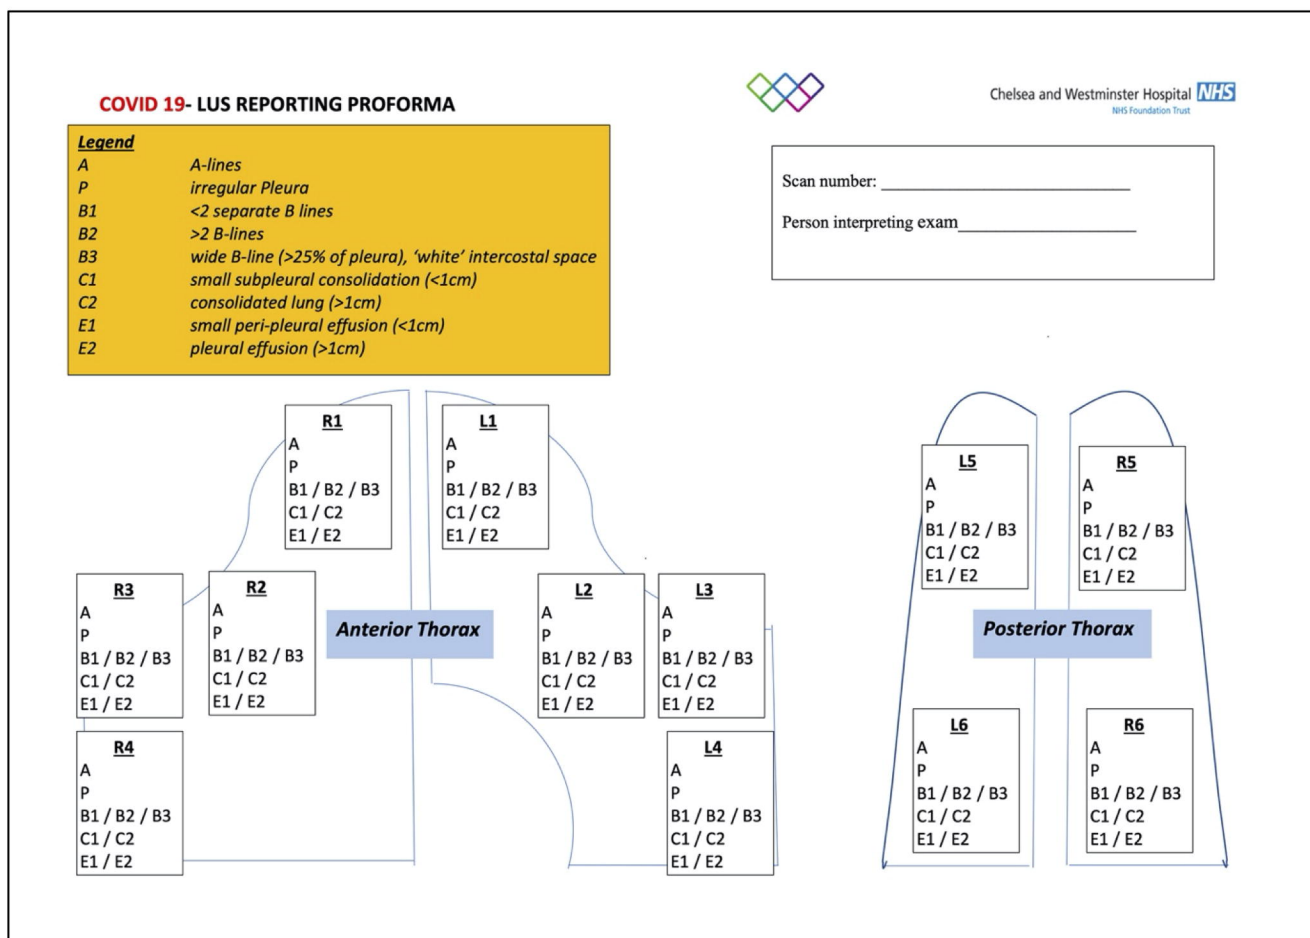 COVID 19- LUS REPORTING PROFORMA
Chelsea and Westminster Hospital NHS
NHS Foundation Trust
Legend
A A-lines
P irregular Pleura
B1 <2 separate B lines
B2 >2 B-lines
B3 wide B-line (>25% of pleura), ‘white’ intercostal space
C1 small subpleural consolidation (<1cm)
C2 consolidated lung (>1cm)
E1 small peri-pleural effusion (<1cm)
E2 pleural effusion (>1cm)
Scan number:
Person interpreting exam
R1
A
P
B1 / B2 / B3
C1 / C2
E1 / E2
L1
A
P
B1 / B2 / B3
C1 / C2
E1 / E2
R3
A
P
B1 / B2 / B3
C1 / C2
E1 / E2
R2
A
P
B1 / B2 / B3
C1 / C2
E1 / E2
Anterior Thorax
L2
A
P
B1 / B2 / B3
C1 / C2
E1 / E2
L3
A
P
B1 / B2 / B3
C1 / C2
E1 / E2
R4
A
P
B1 / B2 / B3
C1 / C2
E1 / E2
L4
A
P
B1 / B2 / B3
C1 / C2
E1 / E2
L5
A
P
B1 / B2 / B3
C1 / C2
E1 / E2
R5
A
P
B1 / B2 / B3
C1 / C2
E1 / E2
Posterior Thorax
L6
A
P
B1 / B2 / B3
C1 / C2
E1 / E2
R6
A
P
B1 / B2 / B3
C1 / C2
E1 / E2